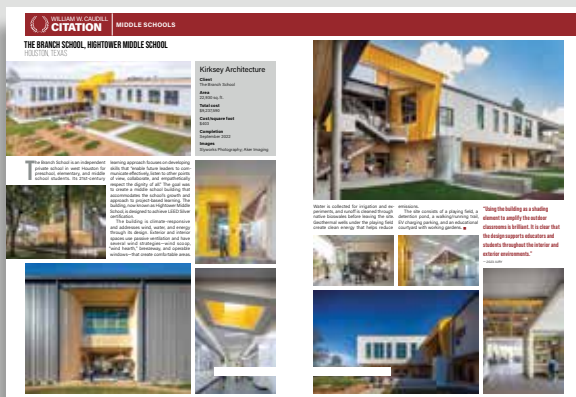 WILLIAM W. CAUDILL
CITATION
MIDDLE SCHOOLS
THE BRANCH SCHOOL, HIGHTOWER MIDDLE SCHOOL
HOUSTON, TEXAS
Kirksey Architecture
Client
The Branch School
Area
Total cost
Cost/square foot
Completion
September 2022
Images
Slyworks Photography, Hale Imaging
The Branch School is an independent
private school in west Houston for
preschool, elementary, and middle
school students. Its 21st-century
learning approach focuses on developing
skills that "enable future leaders to com-
municate effectively, listen to other points
of view, collaborate, and empathetically
respect the dignity of all." The goal was
to create a middle school building that
accommodates the school's growth and
approach to project-based learning. The
building, now known as Hightower Middle
School, is designed to achieve LEED Silver
certification.
The building is climate-responsive
and addresses wind, water, and energy
through its design. Exterior and interior
spaces use passive ventilation and have
several wind strategies—wind scoop,
"wind hearth," breezeway, and operable
windows—that create comfortable areas.
Water is collected for irrigation and ex-
periments, and runoff is cleaned through
native bioswales before leaving the site.
Geothermal wells under the playing field
create clean energy that helps reduce
emissions.
The site consists of a playing field, a
detention pond, a walking/running trail,
EV charging parking, and an educational
courtyard with working gardens.
"Using the building as a shading
element to amplify the outdoor
classrooms is brilliant. It is clear that
the design supports educators and
students throughout the interior and
exterior environments."